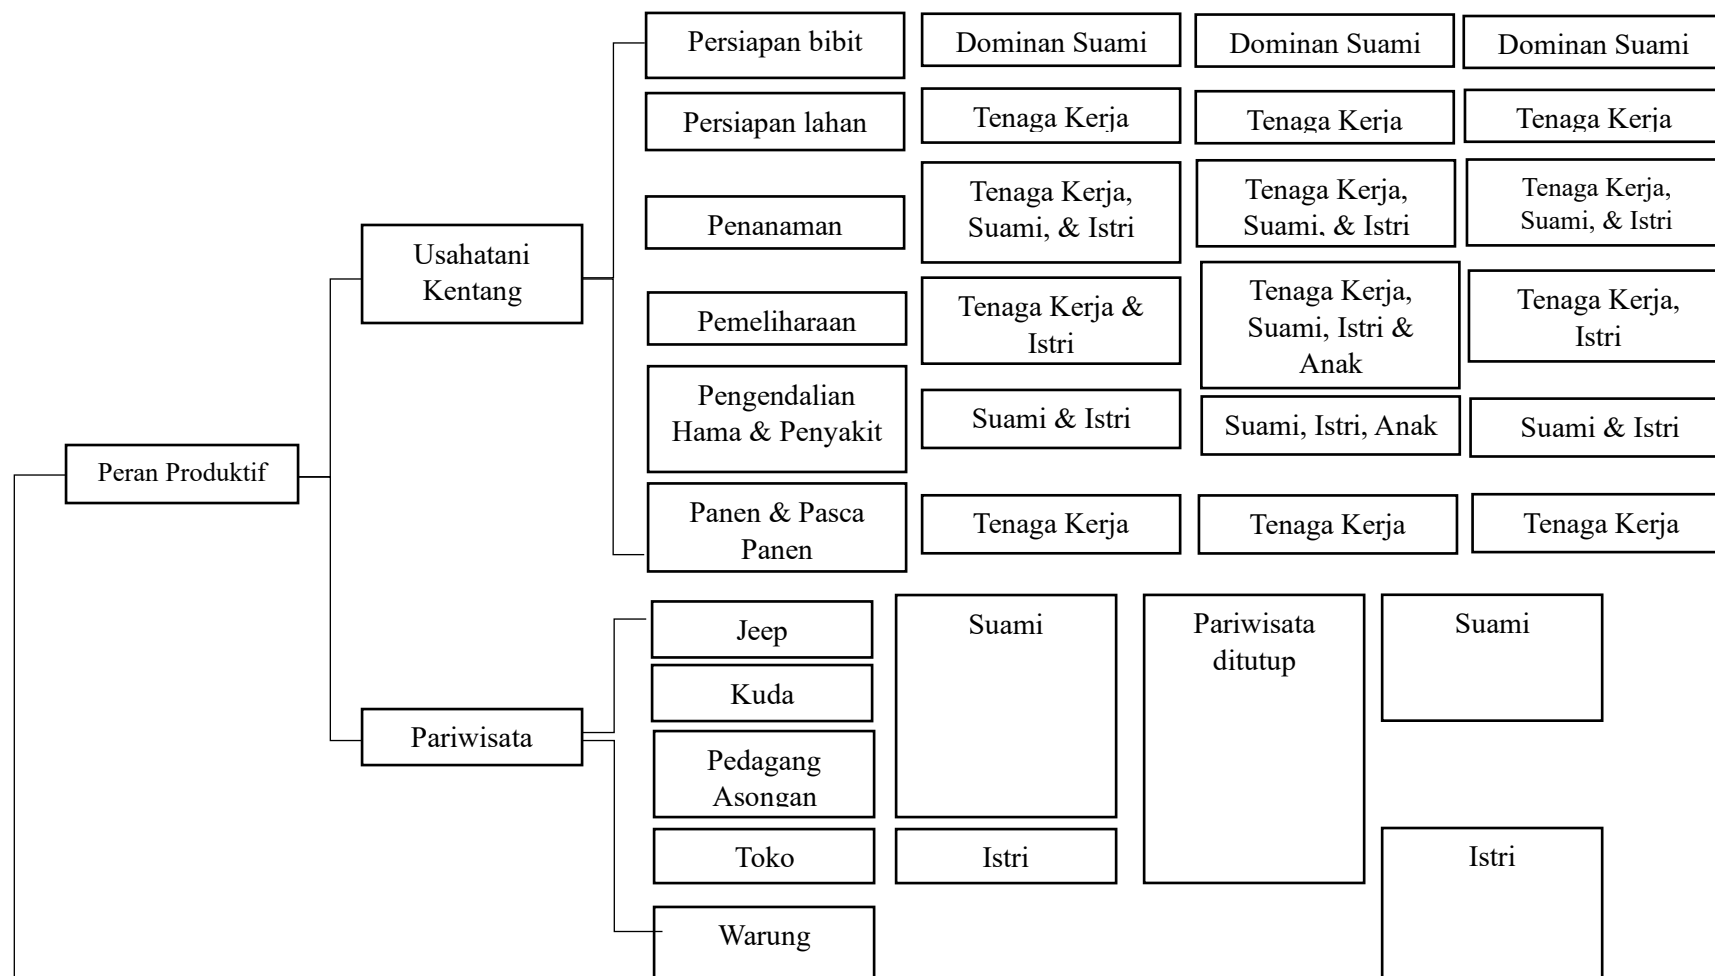 Persiapan bibit
Dominan Suami
Dominan Suami
Dominan Suami
Persiapan lahan
Tenaga Kerja
Tenaga Kerja
Tenaga Kerja
Penanaman
Tenaga Kerja,
Suami, & Istri
Tenaga Kerja,
Suami, & Istri
Tenaga Kerja,
Suami, & Istri
Usahatani
Kentang
Pemeliharaan
Tenaga Kerja &
Istri
Tenaga Kerja,
Suami, Istri &
Anak
Tenaga Kerja,
Istri
Pengendalian
Hama & Penyakit
Suami & Istri
Suami, Istri, Anak
Suami & Istri
Peran Produktif
Panen & Pasca
Panen
Tenaga Kerja
Tenaga Kerja
Tenaga Kerja
Jeep
Suami
Pariwisata
ditutup
Suami
Kuda
Pariwisata
Pedagang
Asongan
Toko
Istri
Istri
Warung